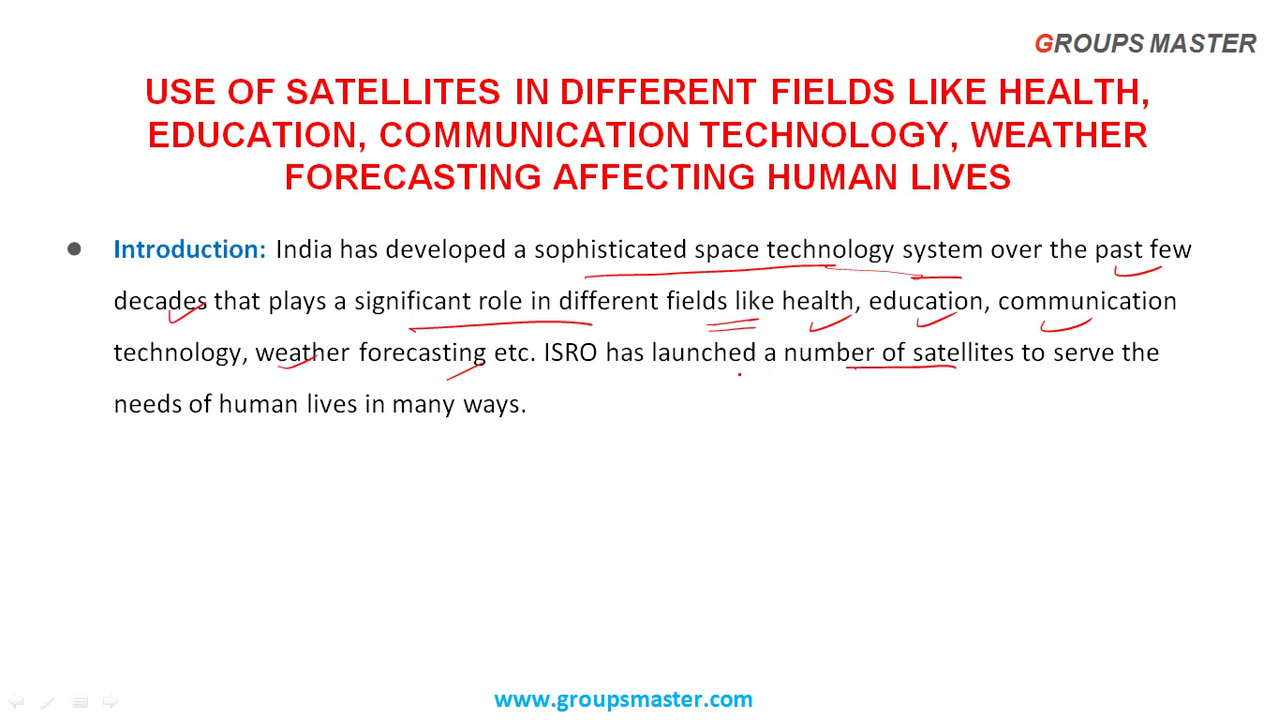 GROUPS MASTER
USE OF SATELLITES IN DIFFERENT FIELDS LIKE HEALTH,
EDUCATION, COMMUNICATION TECHNOLOGY, WEATHER
FORECASTING AFFECTING HUMAN LIVES
● Introduction: India has developed a sophisticated space technology system over the past few
decades that plays a significant role in different fields like health, education, communication
technology, weather forecasting etc. ISRO has launched a number of satellites to serve the
needs of human lives in many ways.
www.groupsmaster.com